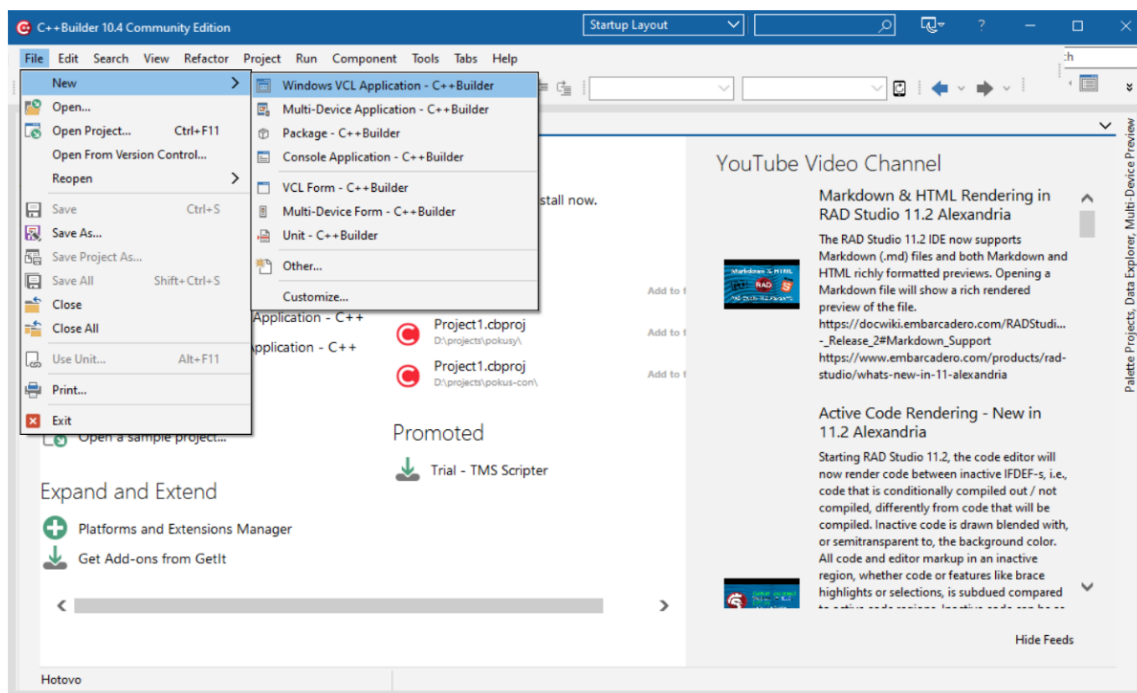 C++Builder 10.4 Community Edition
Startup Layout
?
File Edit Search View Refactor Project Run Component Tools Tabs Help
New
Open...
Open Project... Ctrl+F11
Open From Version Control...
Reopen
Save Ctrl+S
Save As...
Save Project As...
Save All Shift+Ctrl+S
Close
Close All
Use Unit... Alt+F11
Print...
Exit
Windows VCL Application - C++Builder
Multi-Device Application - C++Builder
Package - C++Builder
Console Application - C++Builder
VCL Form - C++Builder
Multi-Device Form - C++Builder
Unit - C++Builder
Other...
Customize...
stall now.
Application - C++
pplication - C++
Open a sample project...
Add to f
Project1.cbproj
D:\projects\pokusy\
Add to f
Project1.cbproj
D:\projects\pokus-con\
Add to f
Promoted
Trial - TMS Scripter
Expand and Extend
Platforms and Extensions Manager
Get Add-ons from GetIt
YouTube Video Channel
Markdown & HTML Rendering in
RAD Studio 11.2 Alexandria
The RAD Studio 11.2 IDE now supports
Markdown (.md) files and both Markdown and
HTML richly formatted previews. Opening a
Markdown file will show a rich rendered
preview of the file.
https://docwiki.embarcadero.com/RADStudi...
-_Release_2#Markdown_Support
https://www.embarcadero.com/products/rad-
studio/whats-new-in-11-alexandria
Markdown & HTML
RAD
Active Code Rendering - New in
11.2 Alexandria
Starting RAD Studio 11.2, the code editor will
now render code between inactive IFDEF-s, i.e.,
code that is conditionally compiled out / not
compiled, differently from code that will be
compiled. Inactive code is drawn blended with,
or semitransparent to, the background color.
All code and editor markup in an inactive
region, whether code or features like brace
highlights or selections, is subdued compared
Hide Feeds
Palette Projects, Data Explorer, Multi-Device Preview
Hotovo